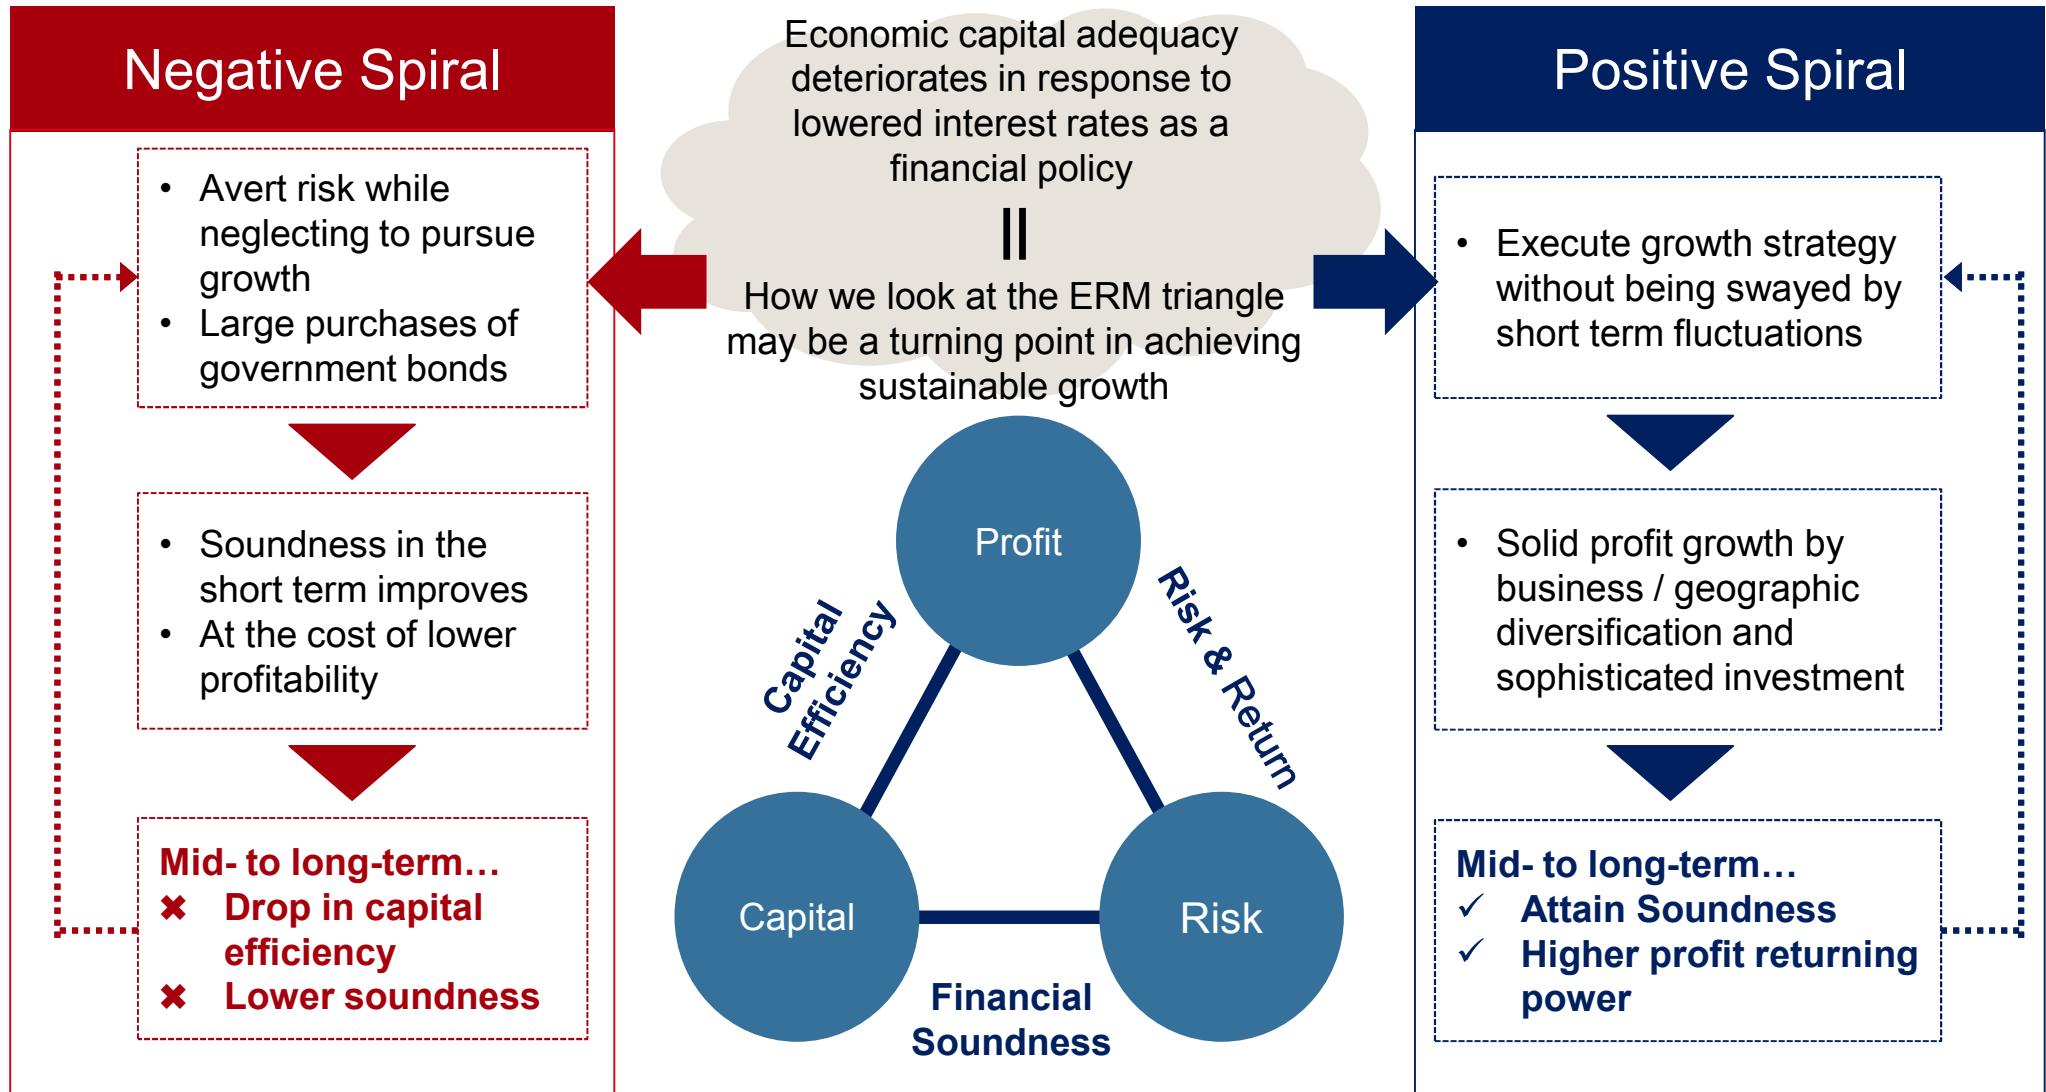 Negative Spiral
• Avert risk while
neglecting to pursue
growth
• Large purchases of
government bonds
• Soundness in the
short term improves
• At the cost of lower
profitability
Mid- to long-term…
✖ Drop in capital
efficiency
✖ Lower soundness
Economic capital adequacy
deteriorates in response to
lowered interest rates as a
financial policy
||
How we look at the ERM triangle
may be a turning point in achieving
sustainable growth
Profit
Capital
Efficiency
Risk & Return
Capital
Risk
Financial
Soundness
Positive Spiral
• Execute growth strategy
without being swayed by
short term fluctuations
• Solid profit growth by
business / geographic
diversification and
sophisticated investment
Mid- to long-term…
✓ Attain Soundness
✓ Higher profit returning
power